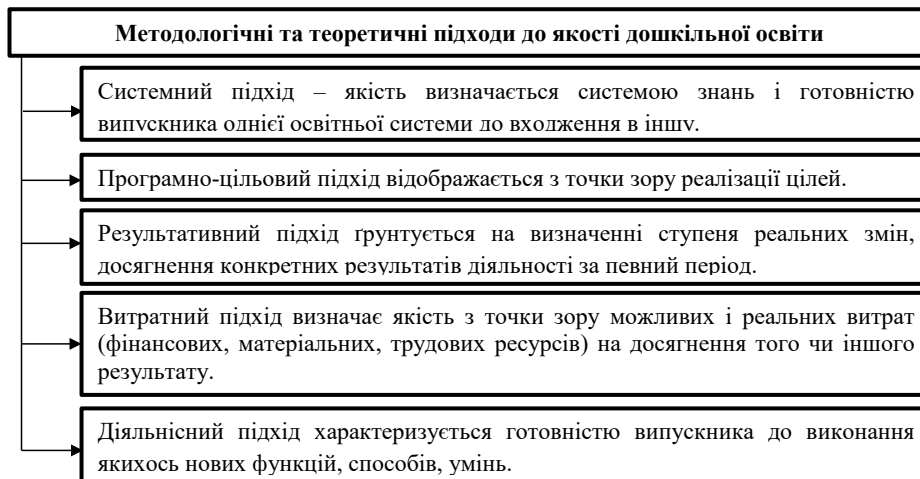 Методологічні та теоретичні підходи до якості дошкільної освіти
Системний підхід – якість визначається системою знань і готовністю
випускника однієї освітньої системи до входження в іншу.
Програмно-цільовий підхід відображається з точки зору реалізації цілей.
Результативний підхід ґрунтується на визначенні ступеня реальних змін,
досягнення конкретних результатів діяльності за певний період.
Витратний підхід визначає якість з точки зору можливих і реальних витрат
(фінансових, матеріальних, трудових ресурсів) на досягнення того чи іншого
результату.
Діяльнісний підхід характеризується готовністю випускника до виконання
якихось нових функцій, способів, умінь.